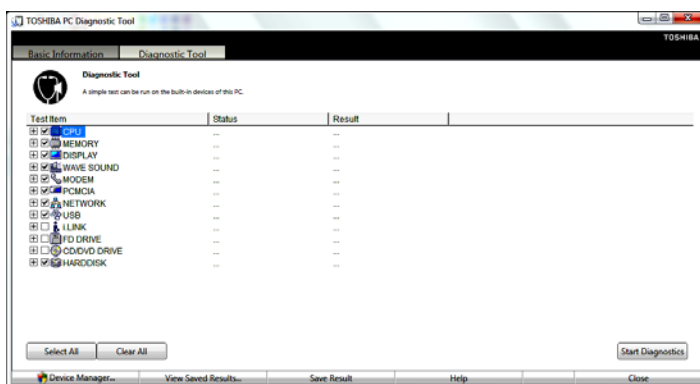 TOSHIBA PC Diagnostic Tool
TOSHIBA
Basic Information Diagnostic Tool
Diagnostic Tool
A simple test can be run on the built-in devices of this PC.
Test Item Status Result
CPU ... ...
MEMORY ... ...
DISPLAY ... ...
WAVE SOUND ... ...
MODEM ... ...
PCMCIA ... ...
NETWORK ... ...
USB ... ...
i.LINK ... ...
FD DRIVE ... ...
CD/DVD DRIVE ... ...
HARDDISK ... ...
Select All Clear All Start Diagnostics
Device Manager... View Saved Results... Save Result Help Close